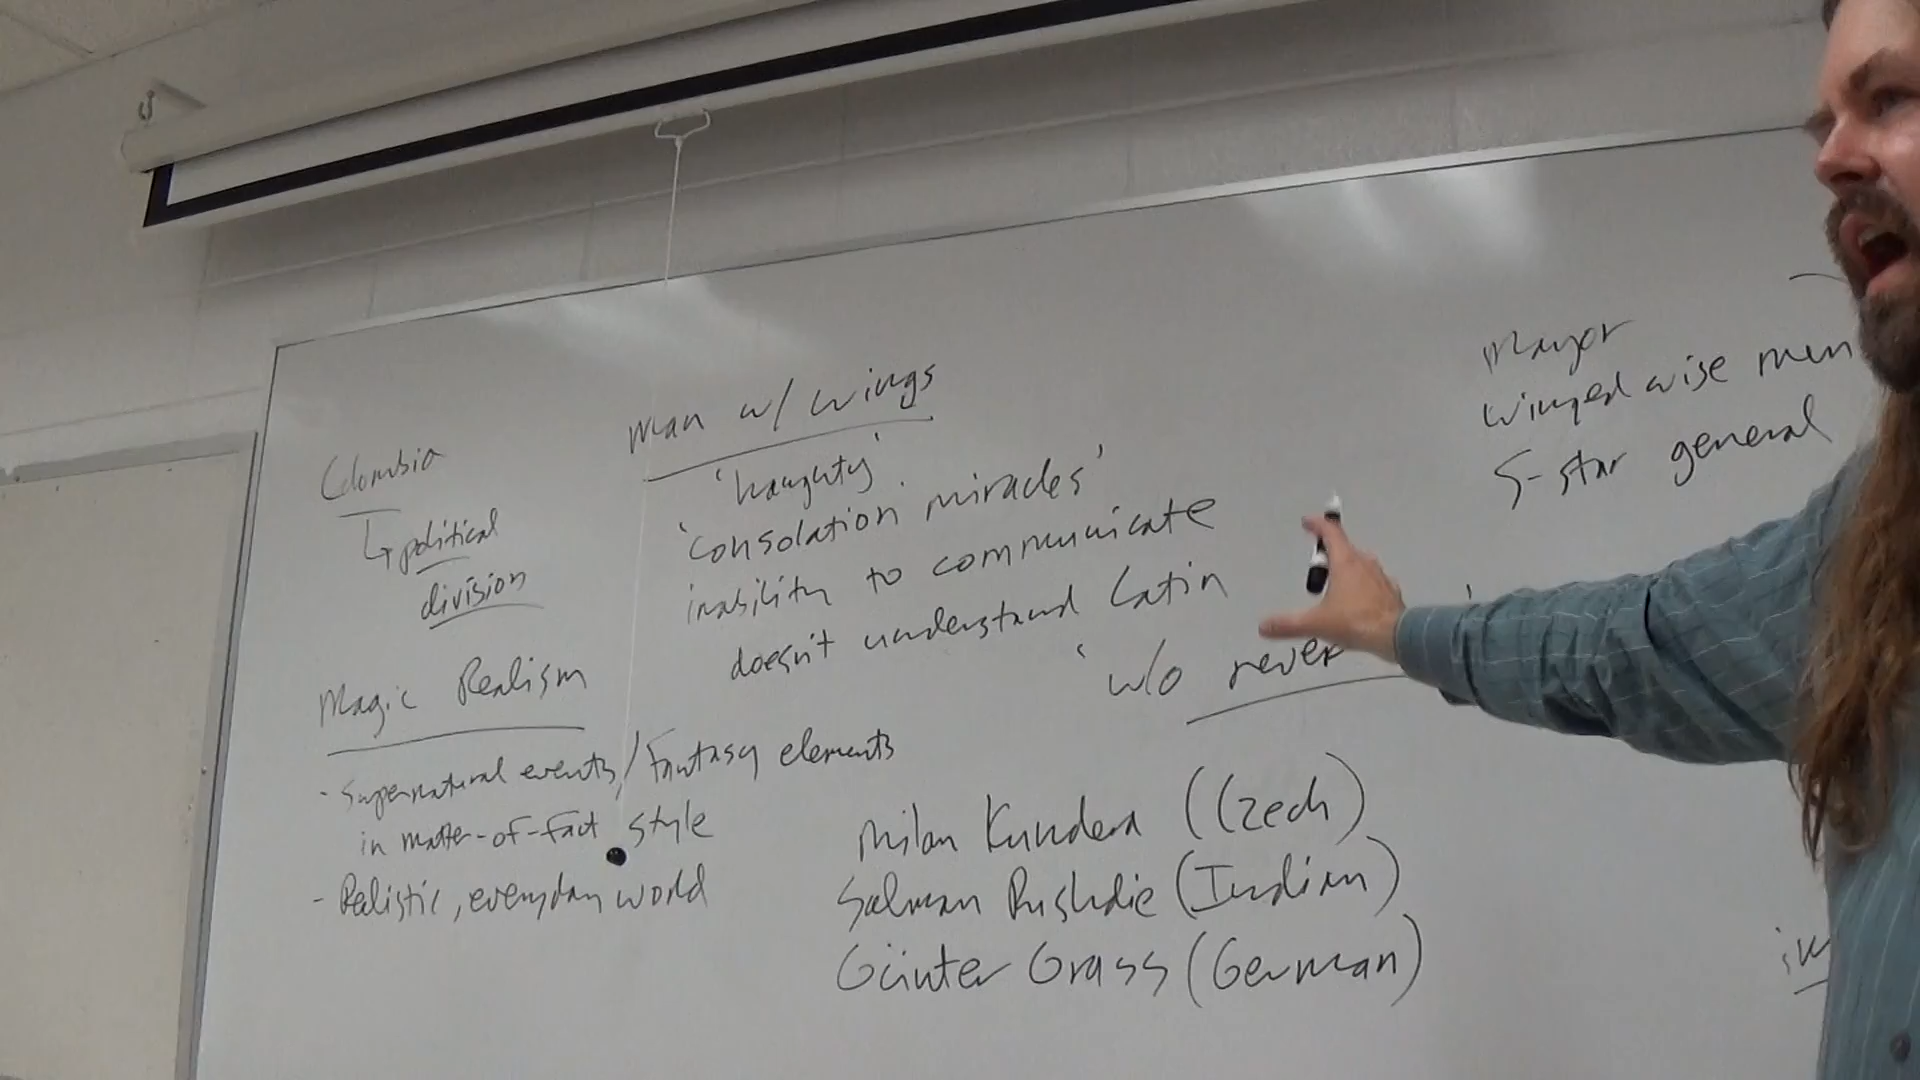 Colombia
↳ political
division
Magic Realism
- Supernatural events/Fantasy elements
in matter-of-fact style
- Realistic, everyday world
Man w/ wings
'haughty'
'consolation miracles'
inability to communicate
doesn't understand Latin
'w/o rever
Milan Kundera (Czech)
Salman Rushdie (Indian)
Günter Grass (German)
Mayor
Winged wise men
5-star general